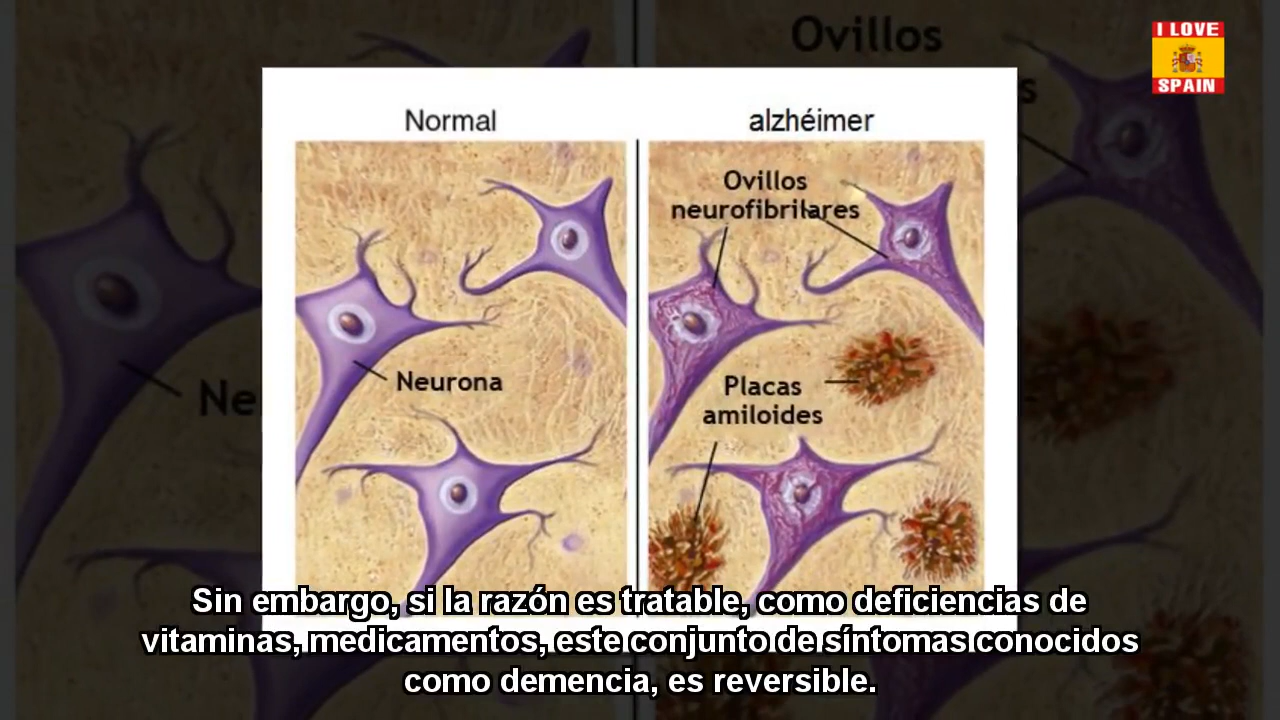 Ovillos
s
I LOVE
SPAIN
Normal
alzhéimer
Ovillos
neurofibrilares
Ne
Neurona
Placas
amiloides
Sin embargo, si la razón es tratable, como deficiencias de
vitaminas, medicamentos, este conjunto de síntomas conocidos
como demencia, es reversible.